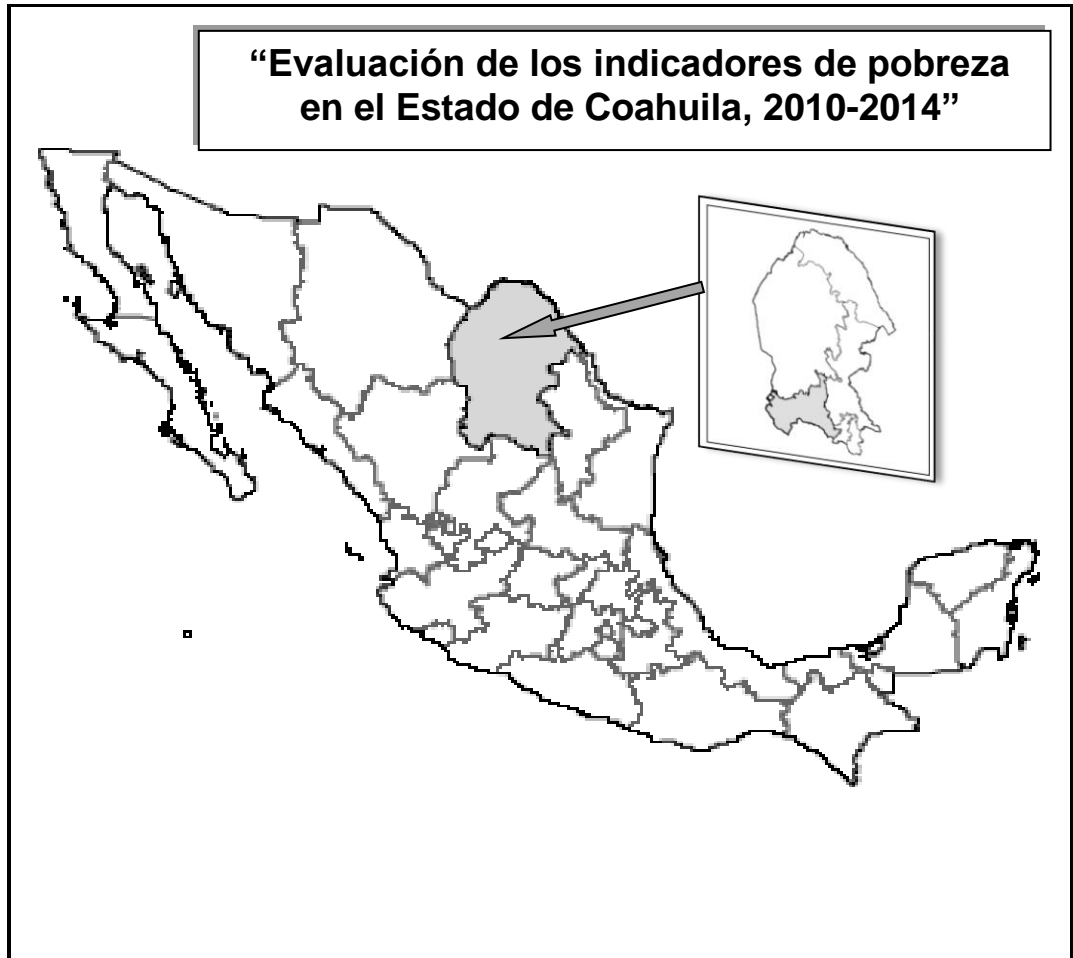 “Evaluación de los indicadores de pobreza
en el Estado de Coahuila, 2010-2014”